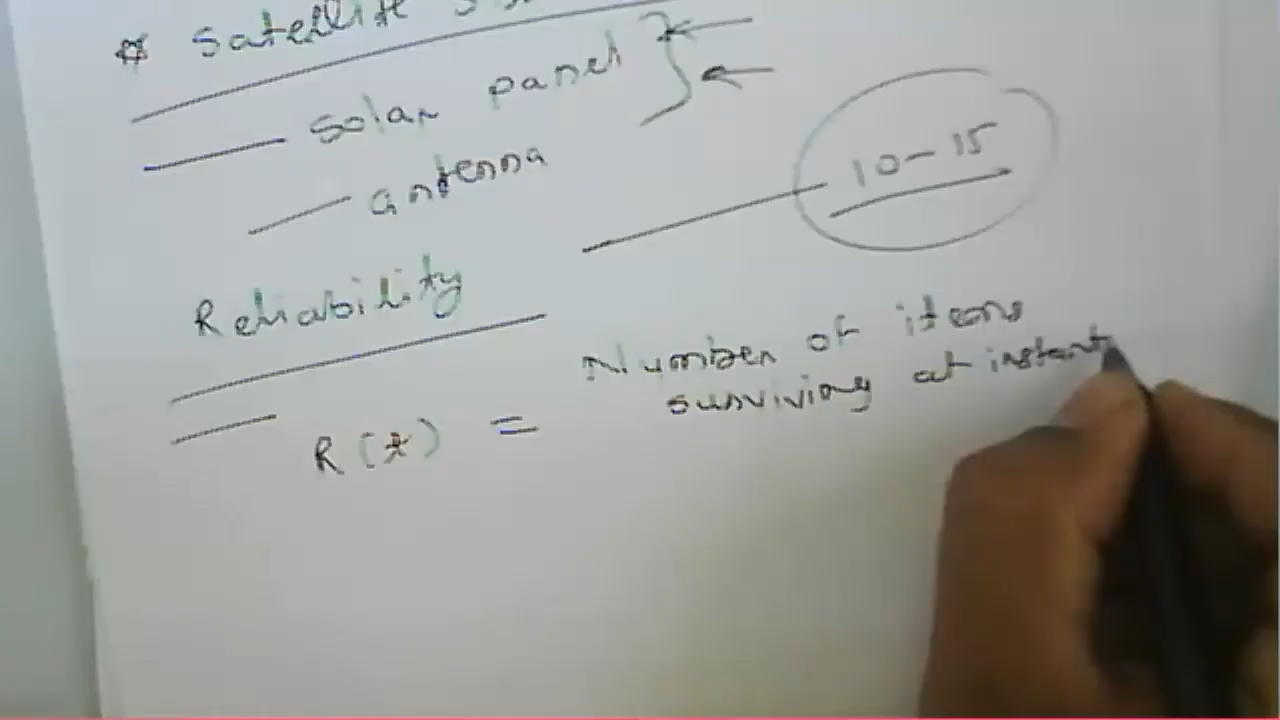 * Satellite
solar panel
antenna
10-15
Reliability
Number of items
surviving at instant
R(t) =